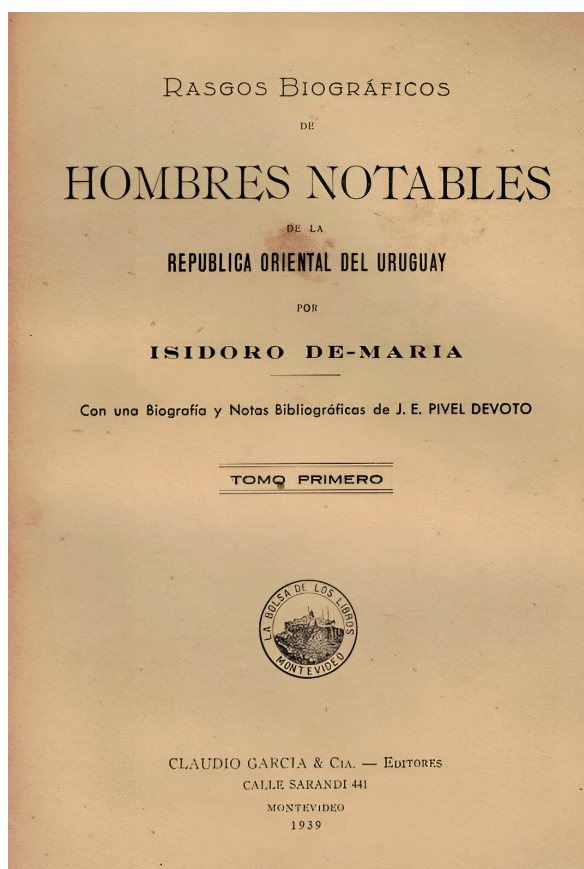 RASGOS BIOGRÁFICOS
DE
HOMBRES NOTABLES
DE LA
REPUBLICA ORIENTAL DEL URUGUAY
POR
ISIDORO DE-MARIA
Con una Biografía y Notas Bibliográficas de J. E. PIVEL DEVOTO
TOMO PRIMERO
LA BOLSA DE LOS LIBROS
MONTEVIDEO
CLAUDIO GARCIA & CIA. — EDITORES
CALLE SARANDI 441
MONTEVIDEO
1939